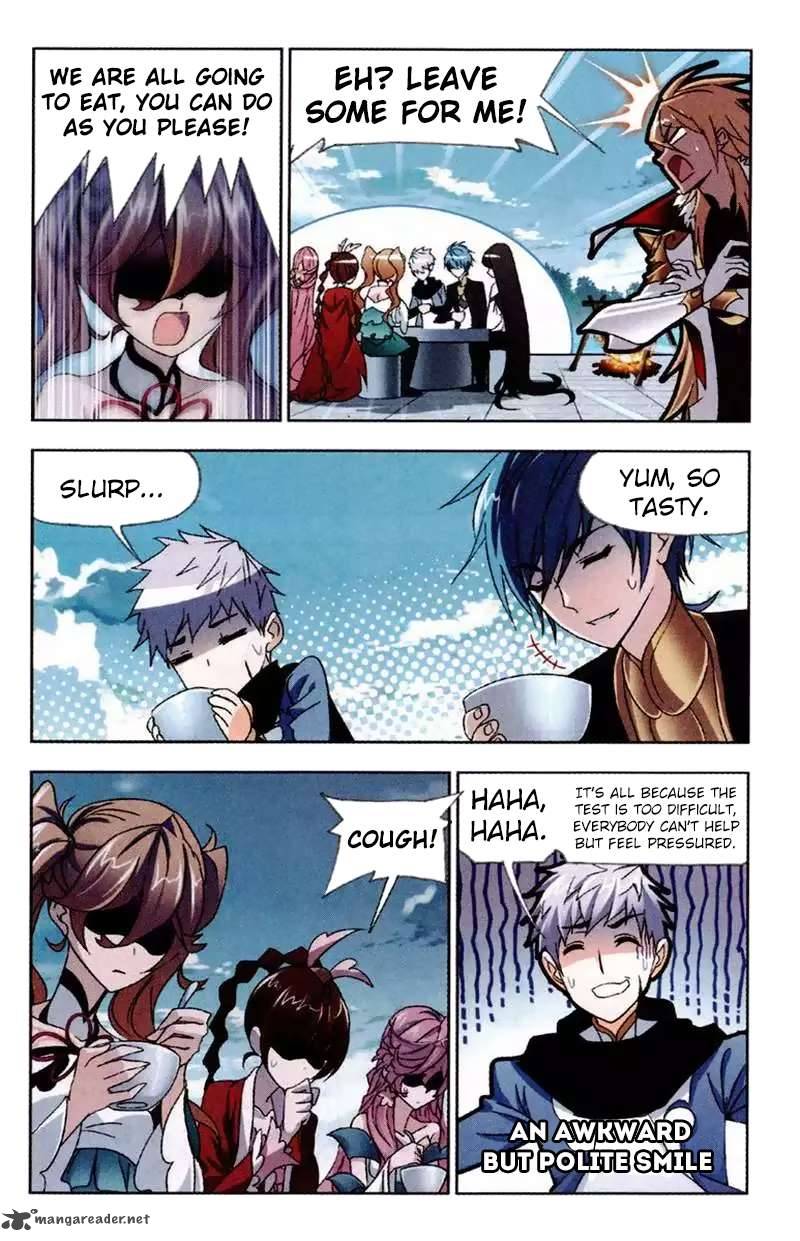 WE ARE ALL GOING
TO EAT, YOU CAN DO
AS YOU PLEASE!
EH? LEAVE
SOME FOR ME!
SLURP...
YUM, SO
TASTY.
COUGH!
HAHA,
HAHA.
IT'S ALL BECAUSE THE
TEST IS TOO DIFFICULT,
EVERYBODY CAN'T HELP
BUT FEEL PRESSURED.
AN AWKWARD
BUT POLITE SMILE
mangareader.net